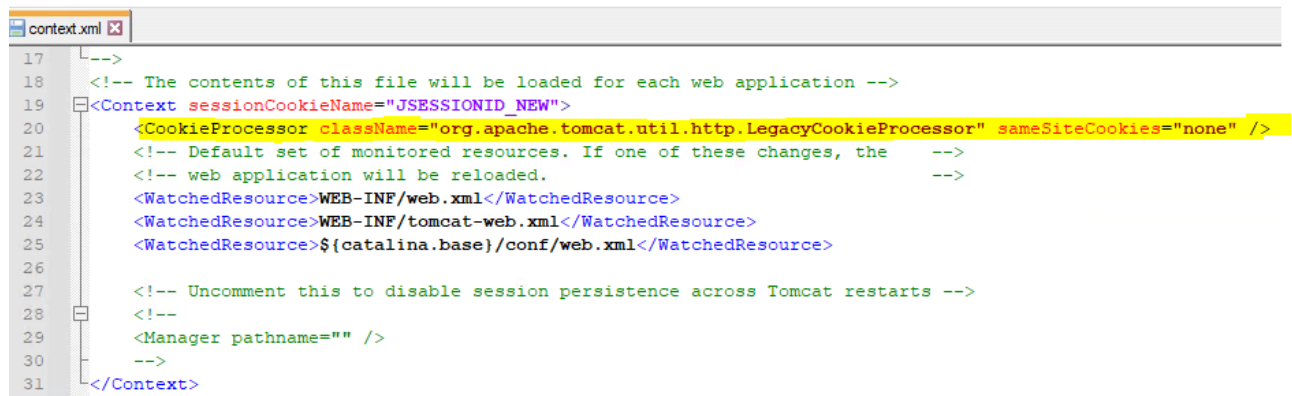 context.xml
17 -->
18 <!-- The contents of this file will be loaded for each web application -->
19 <Context sessionCookieName="JSESSIONID_NEW">
20 <CookieProcessor className="org.apache.tomcat.util.http.LegacyCookieProcessor" sameSiteCookies="none" />
21 <!-- Default set of monitored resources. If one of these changes, the    -->
22 <!-- web application will be reloaded.                                   -->
23 <WatchedResource>WEB-INF/web.xml</WatchedResource>
24 <WatchedResource>WEB-INF/tomcat-web.xml</WatchedResource>
25 <WatchedResource>${catalina.base}/conf/web.xml</WatchedResource>
26
27 <!-- Uncomment this to disable session persistence across Tomcat restarts -->
28 <!--
29 <Manager pathname="" />
30 -->
31 </Context>